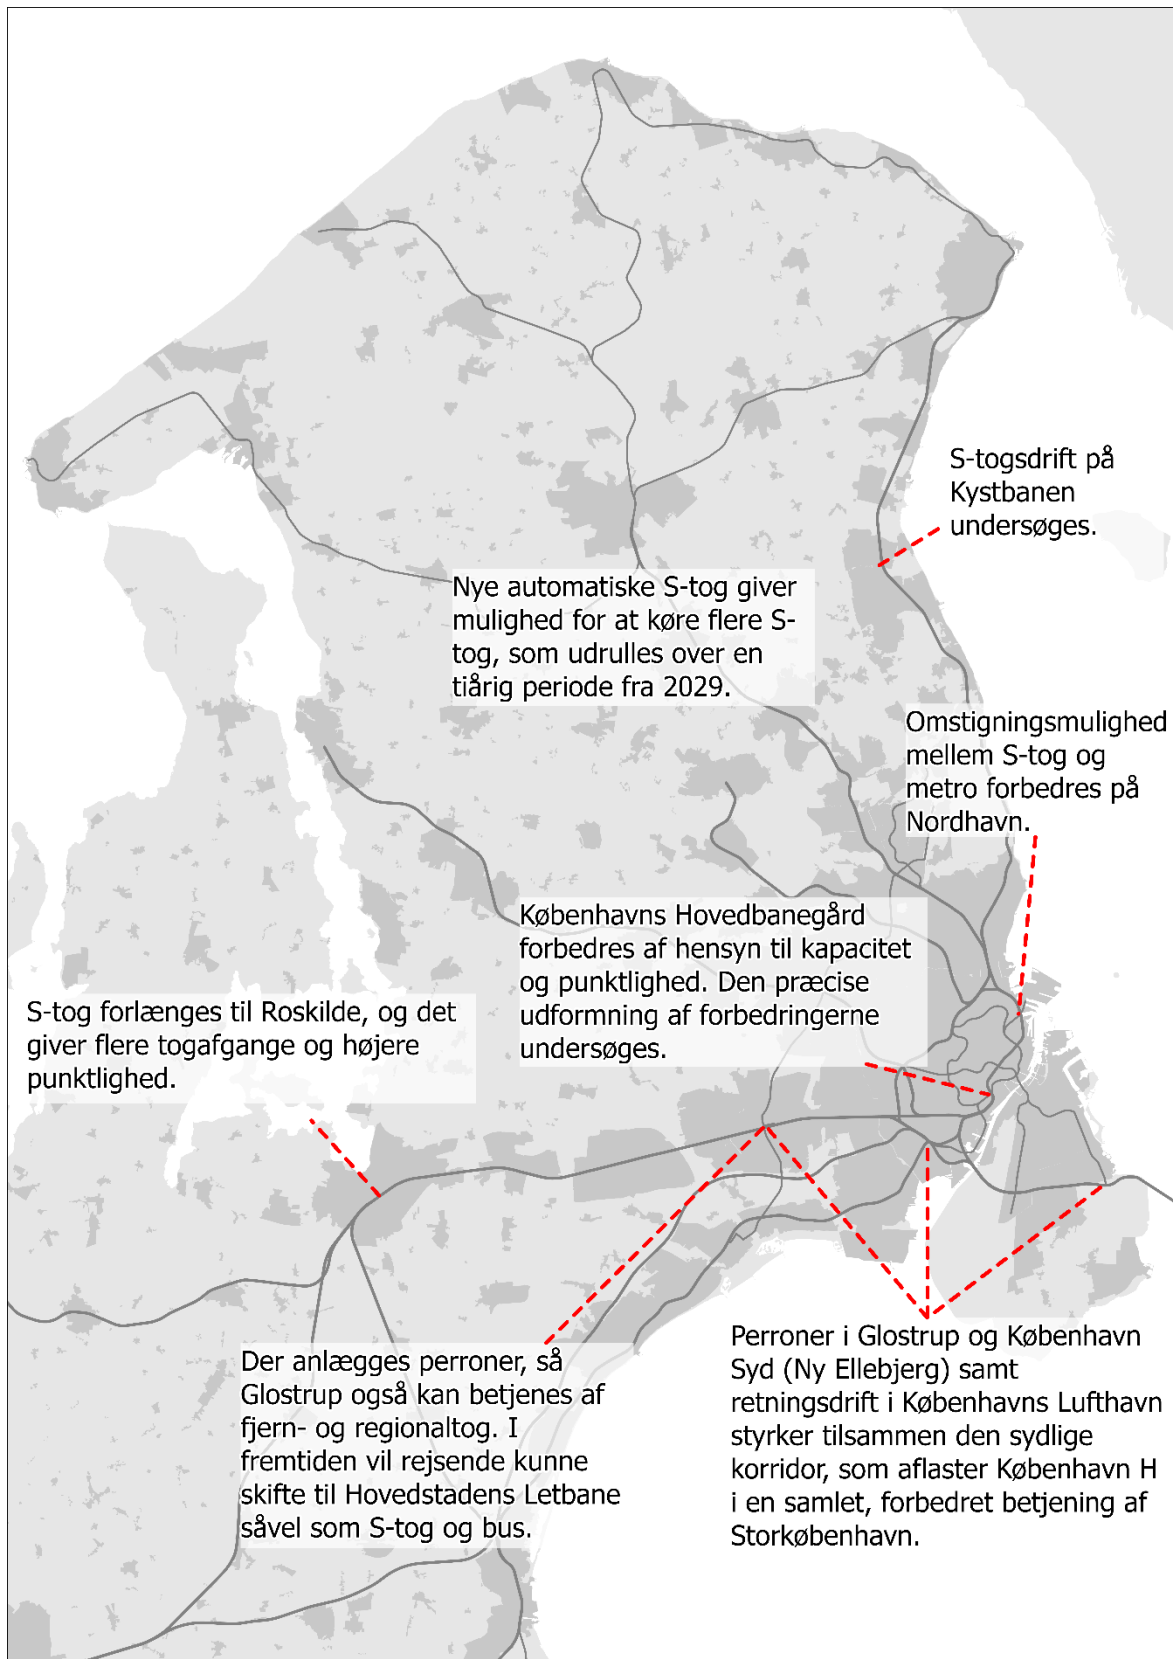 S-togsdrift på
Kystbanen
undersøges.
Nye automatiske S-tog giver
mulighed for at køre flere S-
tog, som udrulles over en
tiårig periode fra 2029.
Omstigningsmulighed
mellem S-tog og
metro forbedres på
Nordhavn.
Københavns Hovedbanegård
forbedres af hensyn til kapacitet
og punktlighed. Den præcise
udformning af forbedringerne
undersøges.
S-tog forlænges til Roskilde, og det
giver flere togafgange og højere
punktlighed.
Der anlægges perroner, så
Glostrup også kan betjenes af
fjern- og regionaltog. I
fremtiden vil rejsende kunne
skifte til Hovedstadens Letbane
såvel som S-tog og bus.
Perroner i Glostrup og København
Syd (Ny Ellebjerg) samt
retningsdrift i Københavns Lufthavn
styrker tilsammen den sydlige
korridor, som aflaster København H
i en samlet, forbedret betjening af
Storkøbenhavn.